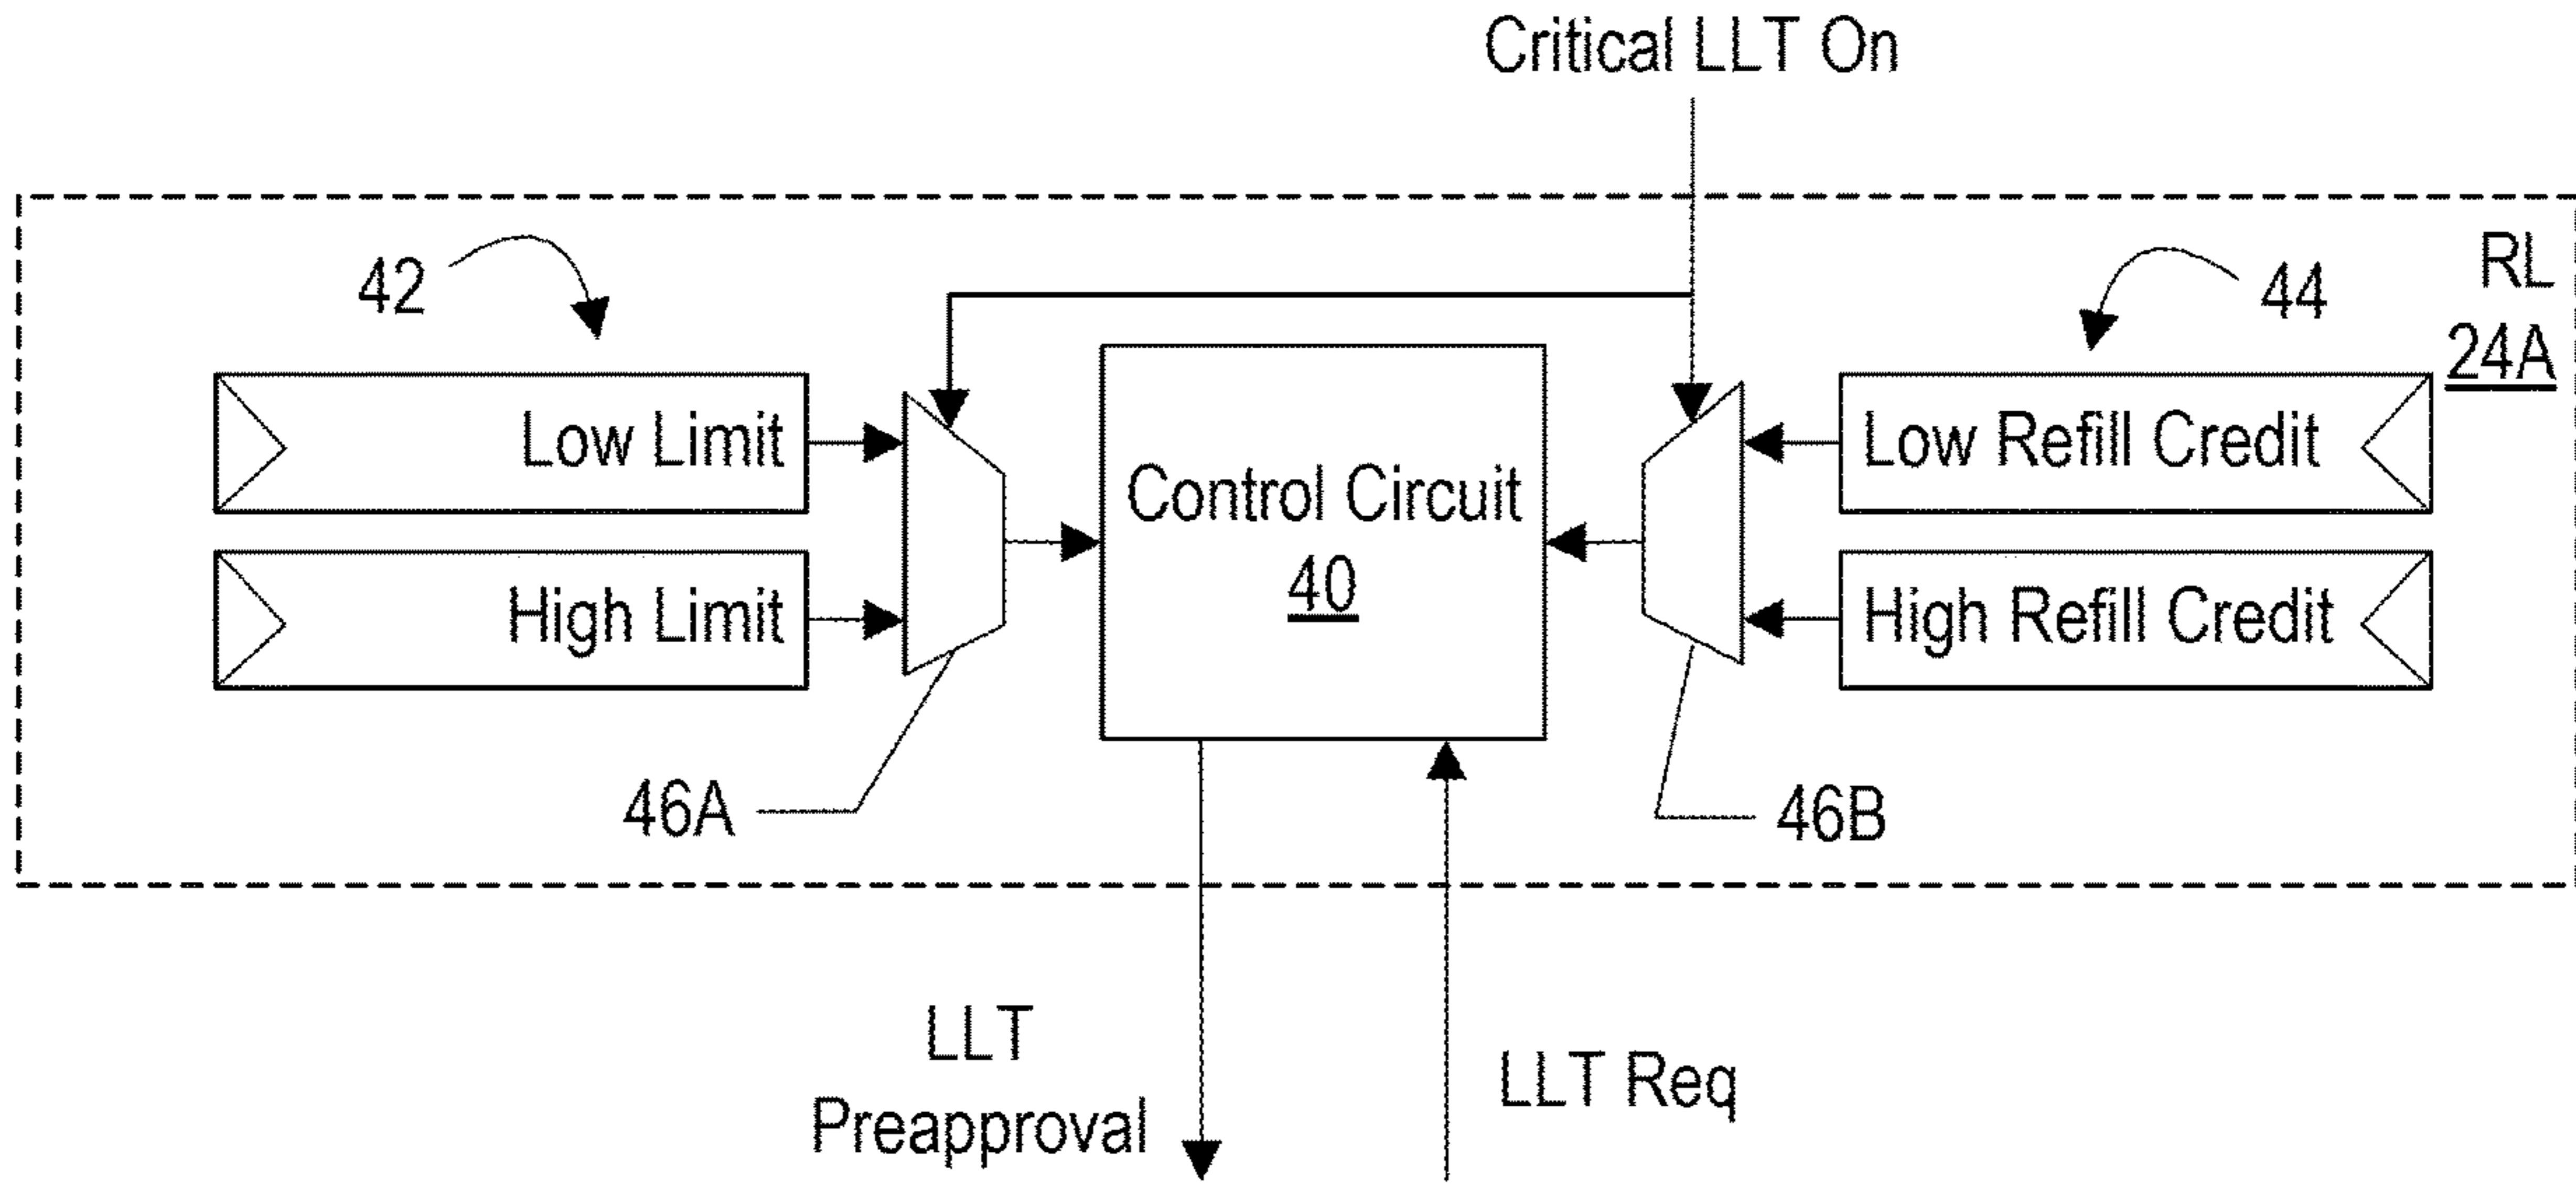 Critical LLT On
RL
24A
42
44
Low Limit
High Limit
Control Circuit
40
Low Refill Credit
High Refill Credit
46A
46B
LLT
Preapproval
LLT Req